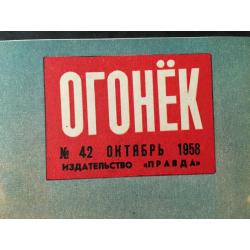 ОГОНЁК
№ 42 ОКТЯБРЬ 1958
ИЗДАТЕЛЬСТВО «ПРАВДА»